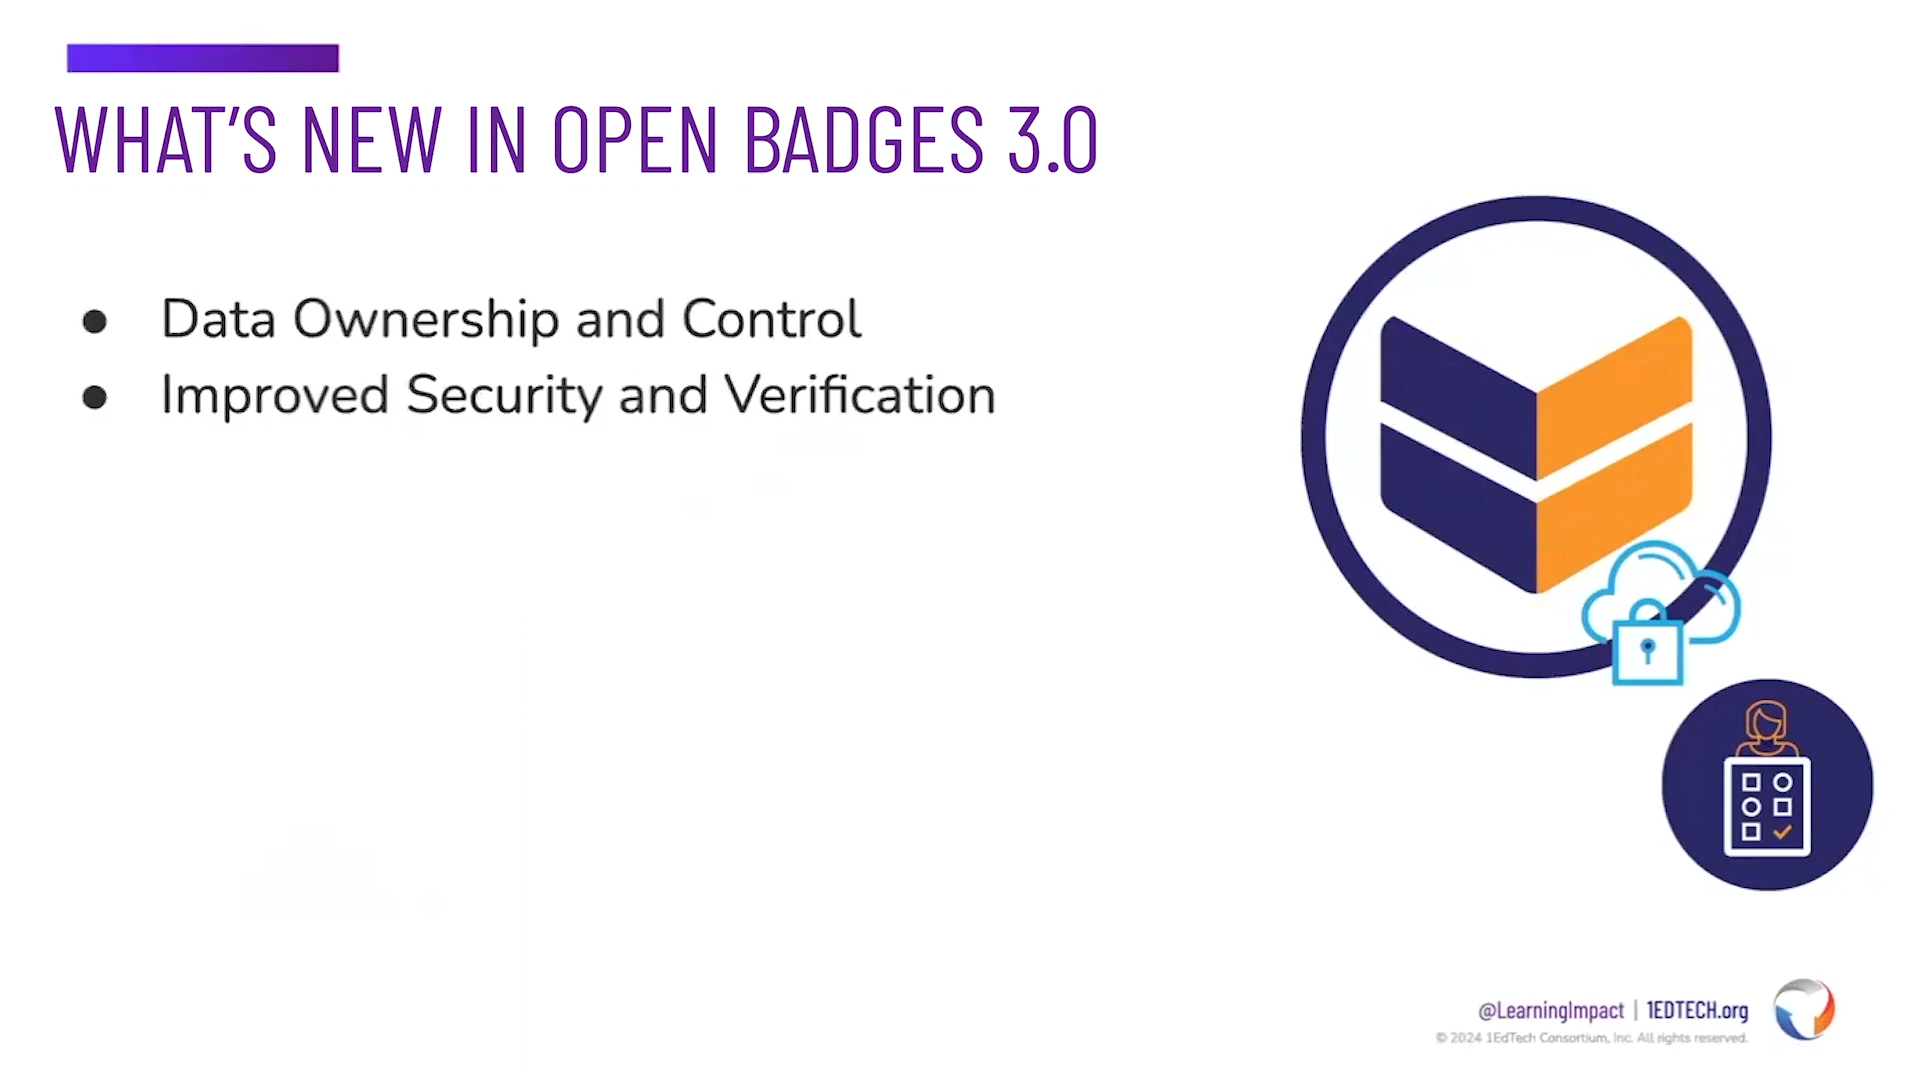 WHAT'S NEW IN OPEN BADGES 3.0
● Data Ownership and Control
● Improved Security and Verification
@LearningImpact | 1EDTECH.org
© 2024 1EdTech Consortium, Inc. All rights reserved.